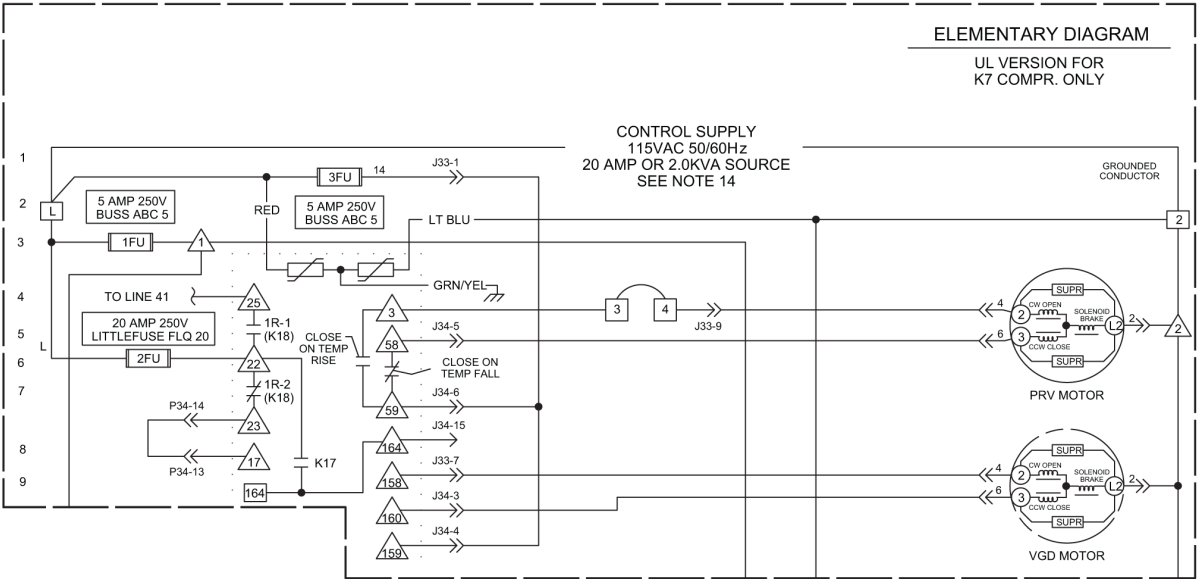 ELEMENTARY DIAGRAM
UL VERSION FOR
K7 COMPR. ONLY
CONTROL SUPPLY
115VAC 50/60Hz
20 AMP OR 2.0KVA SOURCE
SEE NOTE 14
GROUNDED
CONDUCTOR
1
J33-1
3FU
14
2
L
5 AMP 250V
BUSS ABC 5
RED
5 AMP 250V
BUSS ABC 5
LT BLU
2
3
1FU
1
GRN/YEL
4
TO LINE 41
25
3
3
4
J33-9
4
2
CW OPEN
SUPR
SOLENOID
BRAKE
L2
2
2
5
20 AMP 250V
LITTLEFUSE FLQ 20
1R-1
(K18)
CLOSE
ON TEMP
RISE
J34-5
58
6
3
CCW CLOSE
SUPR
L
6
2FU
22
CLOSE ON
TEMP FALL
PRV MOTOR
7
1R-2
(K18)
J34-6
59
P34-14
23
J34-15
164
8
17
P34-13
K17
J33-7
158
4
2
CW OPEN
SUPR
SOLENOID
BRAKE
L2
2
9
164
J34-3
160
6
3
CCW CLOSE
SUPR
J34-4
159
VGD MOTOR